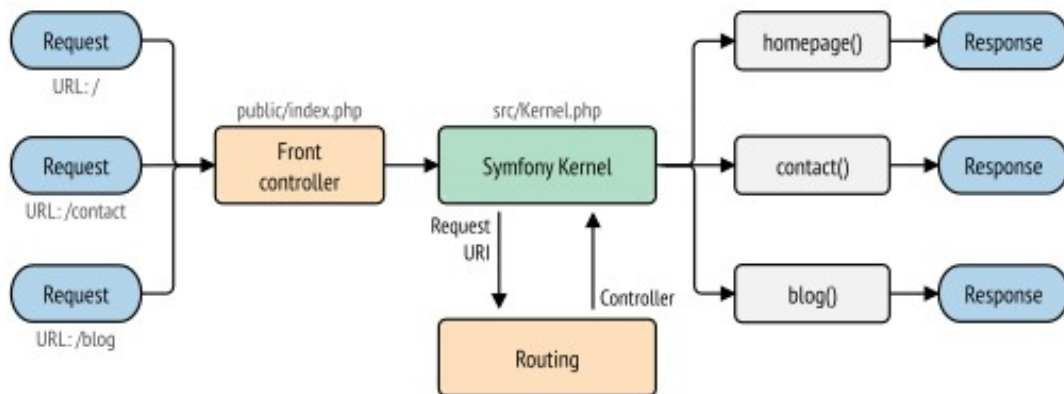 Request
URL: /
Request
URL: /contact
Request
URL: /blog
public/index.php
Front
controller
src/Kernel.php
Symfony Kernel
Request
URI
Controller
Routing
homepage()
Response
contact()
Response
blog()
Response